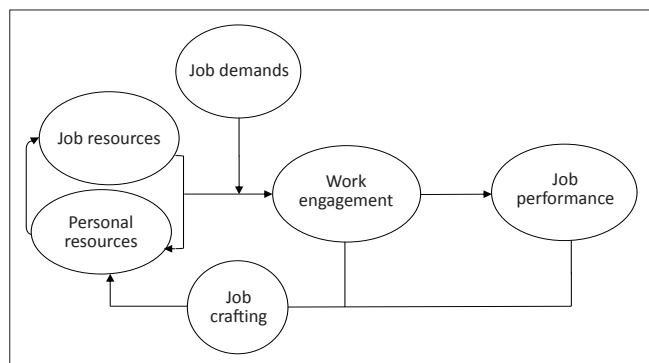 Job demands
Job resources
Personal
resources
Work
engagement
Job
performance
Job
crafting